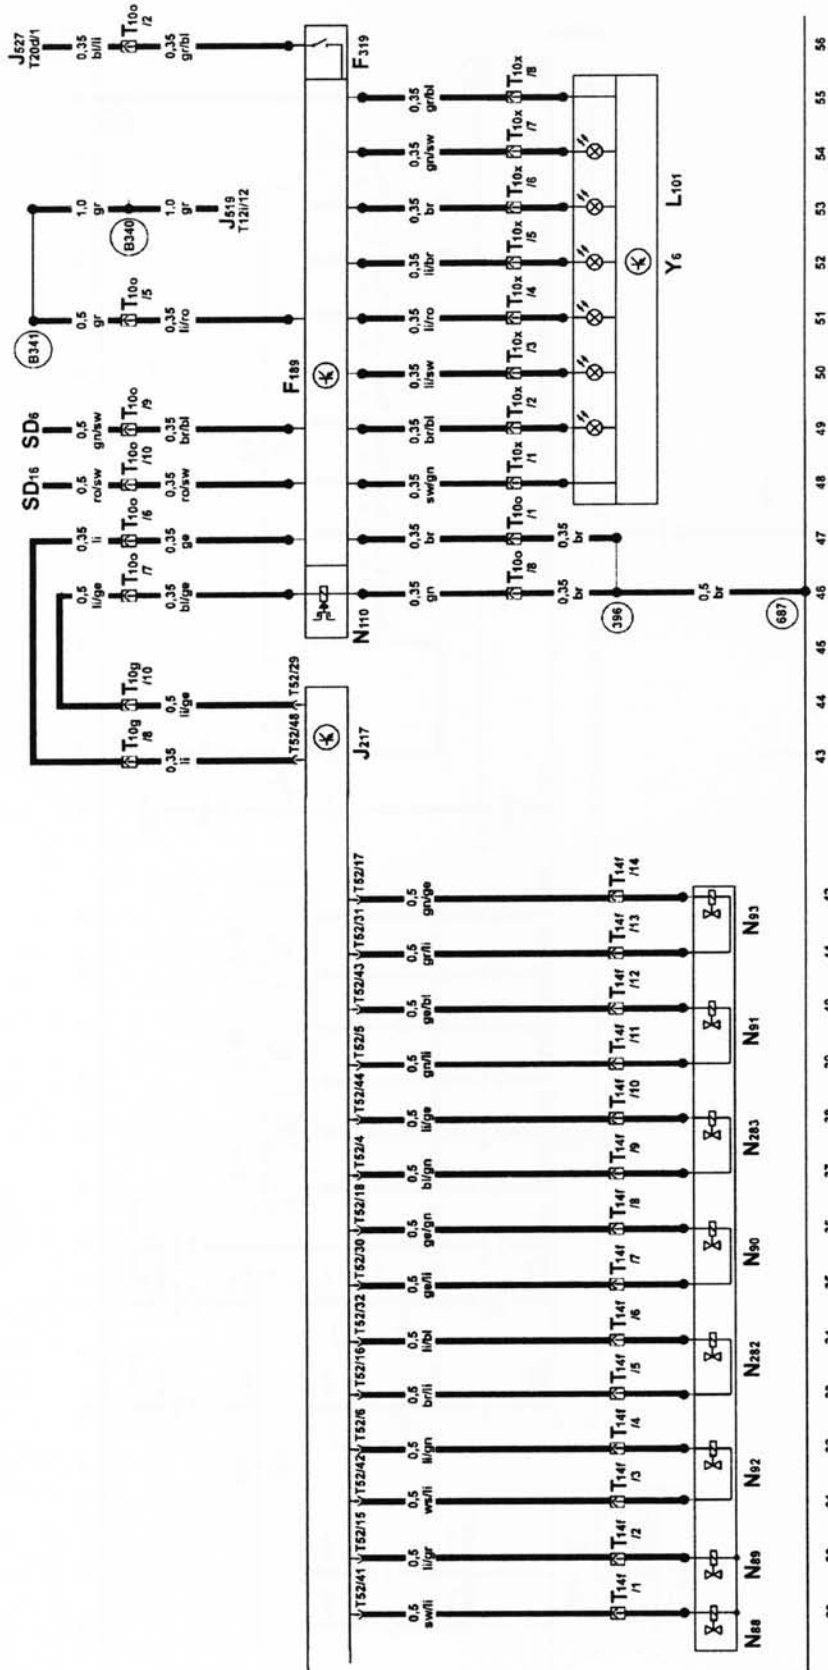 J527
T20d/1
B341 SD16 SD6
li/ge li ro/sw gn/sw gr gr bl/li
0,5 0,35 0,5 0,5 0,5 1,0 0,35
T10g/8 T10g/10 T10o/7 T10o/6 T10o/10 T10o/9 T10o/5 B340 T10o/2
0,35 li
0,5 li/ge
0,35 bl/ge
0,35 ge
0,35 ro/sw
0,35 br/bl
0,35 li/ro
1,0 gr
0,35 gr/bl
J519
T12i/12
T52/48 T52/29
F189
J217 N110 F319
T52/41 T52/15 T52/42 T52/6 T52/16 T52/32 T52/30 T52/18 T52/4 T52/44 T52/5 T52/43 T52/31 T52/17
0,5 sw/li
0,5 li/gr
0,5 ws/li
0,5 li/gn
0,5 br/li
0,5 li/bl
0,5 ge/li
0,5 ge/gn
0,5 bl/gn
0,5 li/ge
0,5 gn/li
0,5 ge/bl
0,5 gr/li
0,5 gn/ge
0,35 gn
0,35 br
0,35 sw/gn
0,35 br/bl
0,35 li/sw
0,35 li/ro
0,35 li/br
0,35 br
0,35 gn/sw
0,35 gr/bl
T10o/8 T10o/1 T10x/1 T10x/2 T10x/3 T10x/4 T10x/5 T10x/6 T10x/7 T10x/8
0,35 br
0,35 br
T14f/1 T14f/2 T14f/3 T14f/4 T14f/5 T14f/6 T14f/7 T14f/8 T14f/9 T14f/10 T14f/11 T14f/12 T14f/13 T14f/14
396
Y6 L101
0,5 br
N88 N89 N92 N282 N90 N283 N91 N93
687
43 44 45 46 47 48 49 50 51 52 53 54 55 56